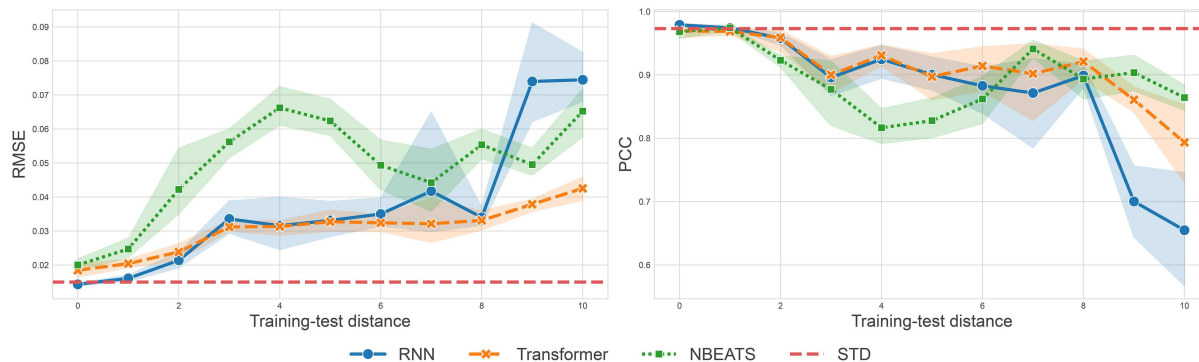 RMSE
0.09
0.08
0.07
0.06
0.05
0.04
0.03
0.02
0 2 4 6 8 10
Training-test distance
PCC
1.0
0.9
0.8
0.7
0.6
0 2 4 6 8 10
Training-test distance
RNN Transformer NBEATS STD